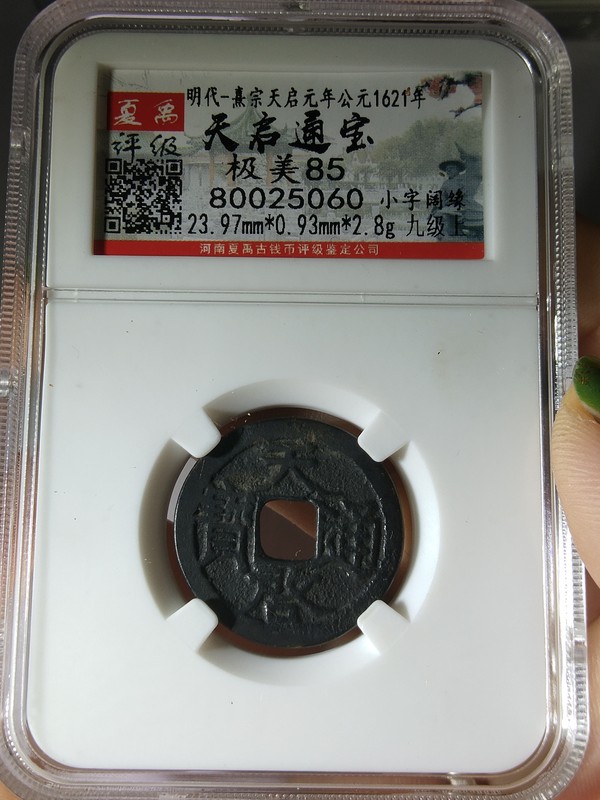 夏禹
评级
明代-熹宗天启元年公元1621年
天启通宝
极美85
80025060 小字阔缘
23.97mm*0.93mm*2.8g 九级上
河南夏禹古钱币评级鉴定公司
天启通寳